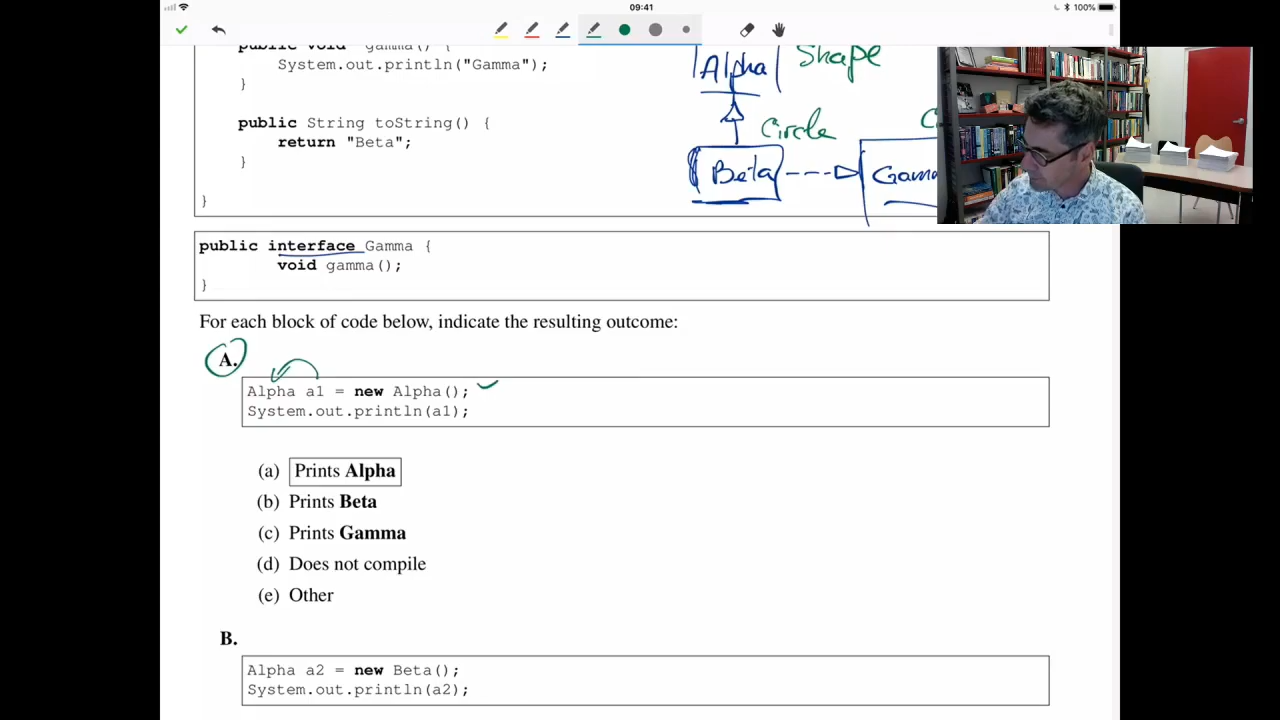 09:41
100%
public void gamma() {
System.out.println("Gamma");
}
public String toString() {
return "Beta";
}
}
Alpha
Shape
Circle
Beta
public interface Gamma {
void gamma();
}
For each block of code below, indicate the resulting outcome:
A.
Alpha a1 = new Alpha();
System.out.println(a1);
(a) Prints Alpha
(b) Prints Beta
(c) Prints Gamma
(d) Does not compile
(e) Other
B.
Alpha a2 = new Beta();
System.out.println(a2);